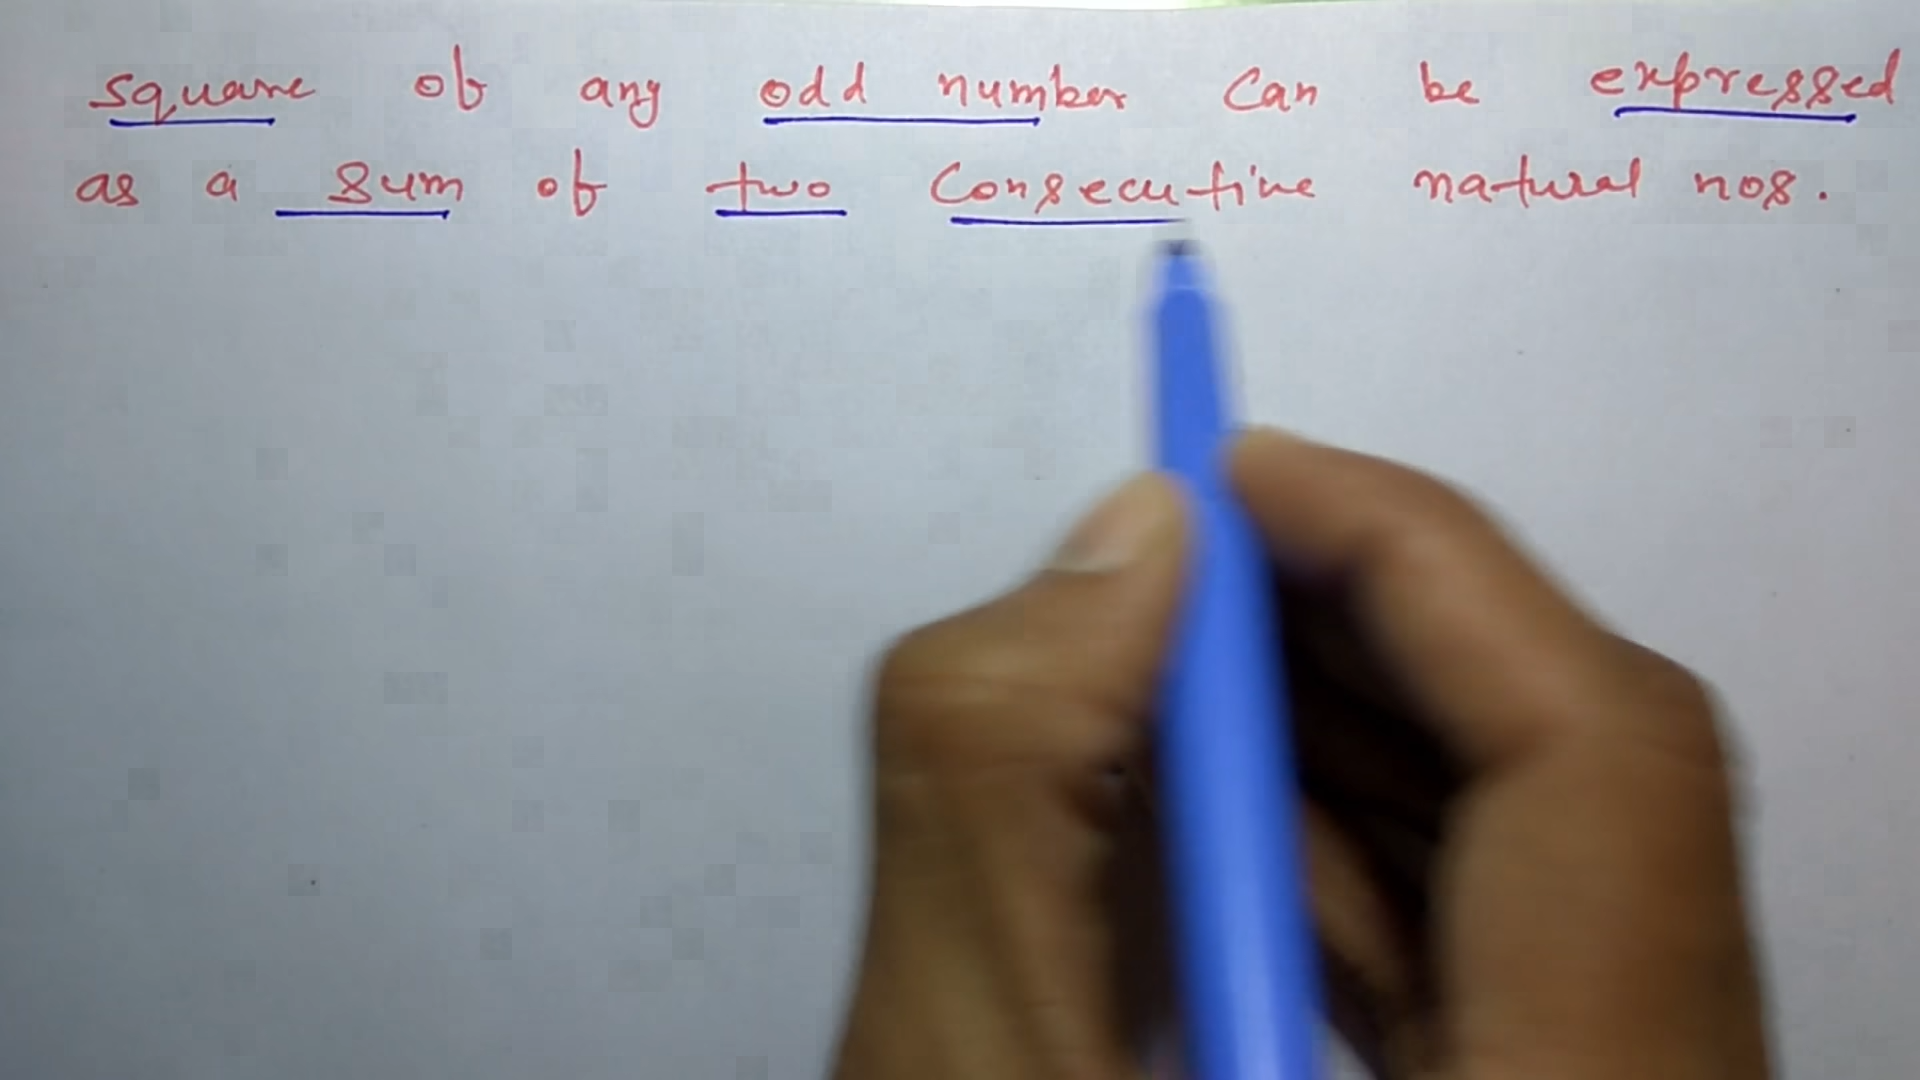 square of any odd number can be expressed
as a sum of two consecutive natural nos.